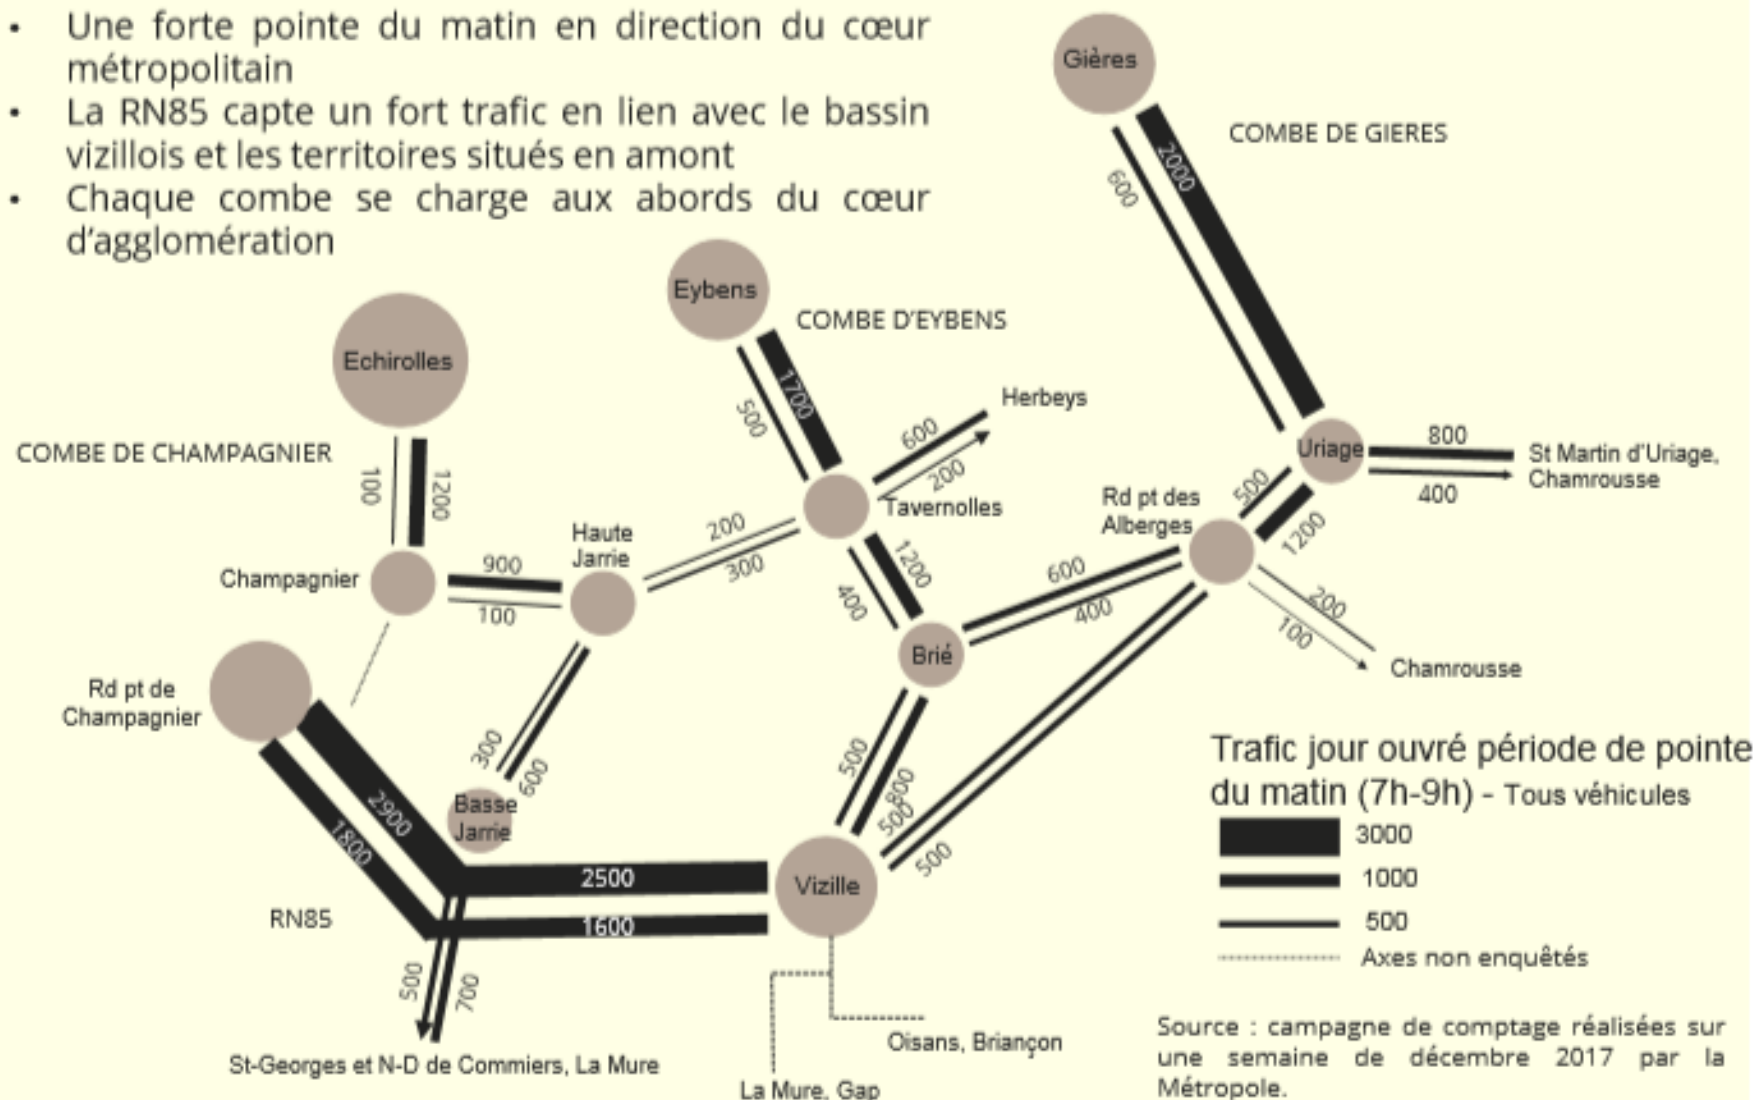 • Une forte pointe du matin en direction du cœur
métropolitain
• La RN85 capte un fort trafic en lien avec le bassin
vizillois et les territoires situés en amont
• Chaque combe se charge aux abords du cœur
d'agglomération
Gières
COMBE DE GIERES
2000
600
Eybens
COMBE D'EYBENS
1700
500
Echirolles
COMBE DE CHAMPAGNIER
100
1200
Herbeys
600
200
Tavernolles
Uriage
800
400
St Martin d'Uriage,
Chamrousse
Rd pt des
Alberges
500
1200
Haute
Jarrie
200
300
Champagnier
900
100
1200
400
600
400
200
100
Chamrousse
Brié
Rd pt de
Champagnier
300
600
Basse
Jarrie
500
800
500
500
2900
1800
2500
1600
Vizille
RN85
500
700
St-Georges et N-D de Commiers, La Mure
Oisans, Briançon
La Mure, Gap
Trafic jour ouvré période de pointe
du matin (7h-9h) - Tous véhicules
3000
1000
500
Axes non enquêtés
Source : campagne de comptage réalisées sur
une semaine de décembre 2017 par la
Métropole.